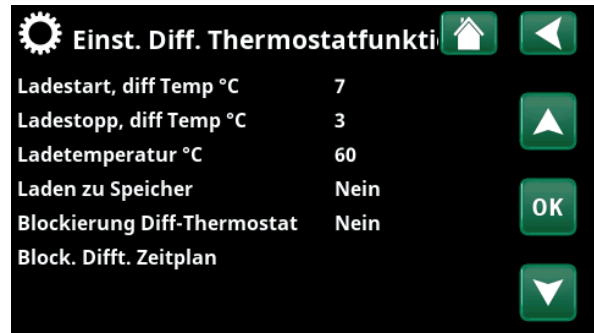 Einst. Diff. Thermostatfunkti
Ladestart, diff Temp °C 7
Ladestopp, diff Temp °C 3
Ladetemperatur °C 60
Laden zu Speicher Nein
Blockierung Diff-Thermostat Nein
OK
Block. Difft. Zeitplan